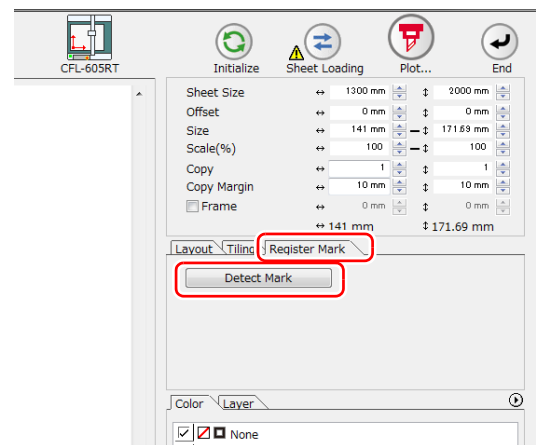 CFL-605RT Initialize Sheet Loading Plot... End
Sheet Size 1300 mm 2000 mm
Offset 0 mm 0 mm
Size 141 mm 171.69 mm
Scale(%) 100 100
Copy 1 1
Copy Margin 10 mm 10 mm
Frame 0 mm 0 mm
141 mm 171.69 mm
Layout Tiling Register Mark
Detect Mark
Color Layer
None